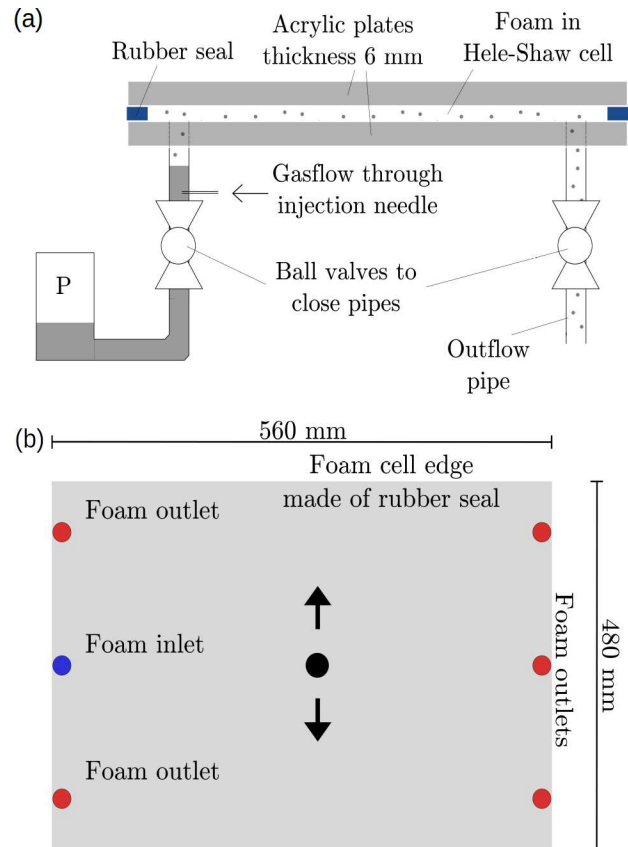 (a)
Acrylic plates
thickness 6 mm
Foam in
Hele-Shaw cell
Rubber seal
Gasflow through
injection needle
P
Ball valves to
close pipes
Outflow
pipe
(b)
560 mm
Foam cell edge
made of rubber seal
Foam outlet
Foam inlet
Foam outlets
480 mm
Foam outlet